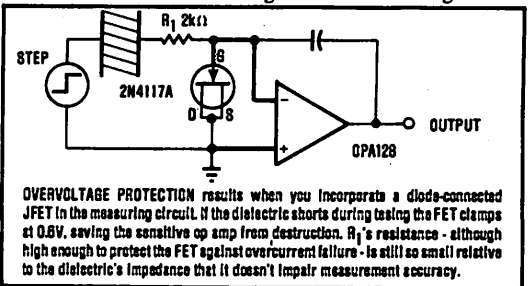 R1 2kΩ
STEP
G
2N4117A
D S
−
+
OUTPUT
OPA128
OVERVOLTAGE PROTECTION results when you incorporate a diode-connected
JFET in the measuring circuit. If the dielectric shorts during tesing the FET clamps
at 0.6V, saving the sensitive op amp from destruction. R1's resistance - although
high enough to protect the FET against overcurrent failure - is still so small relative
to the dielectric's impedance that it doesn't impair measurement accuracy.